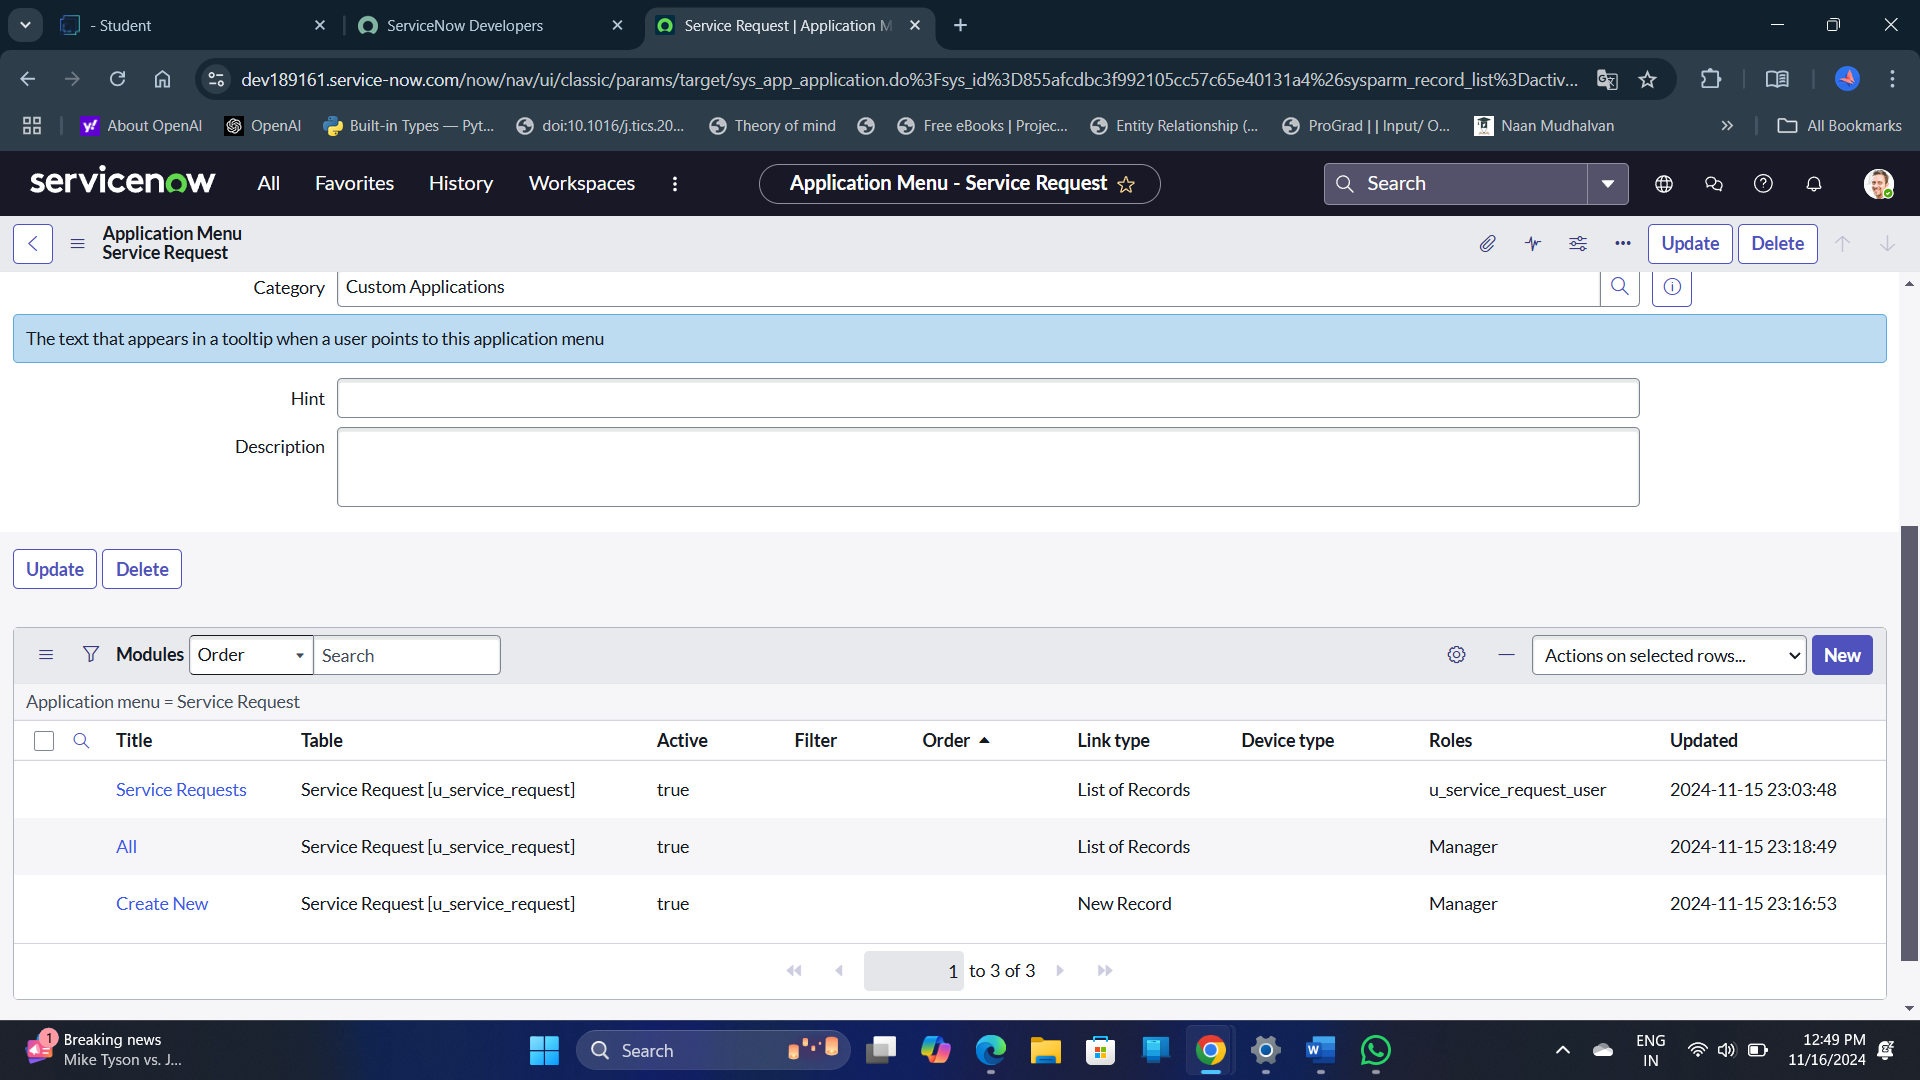 - Student
ServiceNow Developers
Service Request | Application M
dev189161.service-now.com/now/nav/ui/classic/params/target/sys_app_application.do%3Fsys_id%3D855afcdbc3f992105cc57c65e40131a4%26sysparm_record_list%3Dactiv...
About OpenAI
OpenAI
Built-in Types — Pyt...
doi:10.1016/j.tics.20...
Theory of mind
Free eBooks | Projec...
Entity Relationship (...
ProGrad | | Input/ O...
Naan Mudhalvan
All Bookmarks
servicenow
All
Favorites
History
Workspaces
Application Menu - Service Request
Search
Application Menu
Service Request
Update
Delete
Category
Custom Applications
The text that appears in a tooltip when a user points to this application menu
Hint
Description
Update
Delete
Modules
Order
Search
Actions on selected rows...
New
Application menu = Service Request
Title Table Active Filter Order Link type Device type Roles Updated
Service Requests Service Request [u_service_request] true List of Records u_service_request_user 2024-11-15 23:03:48
All Service Request [u_service_request] true List of Records Manager 2024-11-15 23:18:49
Create New Service Request [u_service_request] true New Record Manager 2024-11-15 23:16:53
1 to 3 of 3
1
Breaking news
Mike Tyson vs. J...
Search
ENG
IN
12:49 PM
11/16/2024